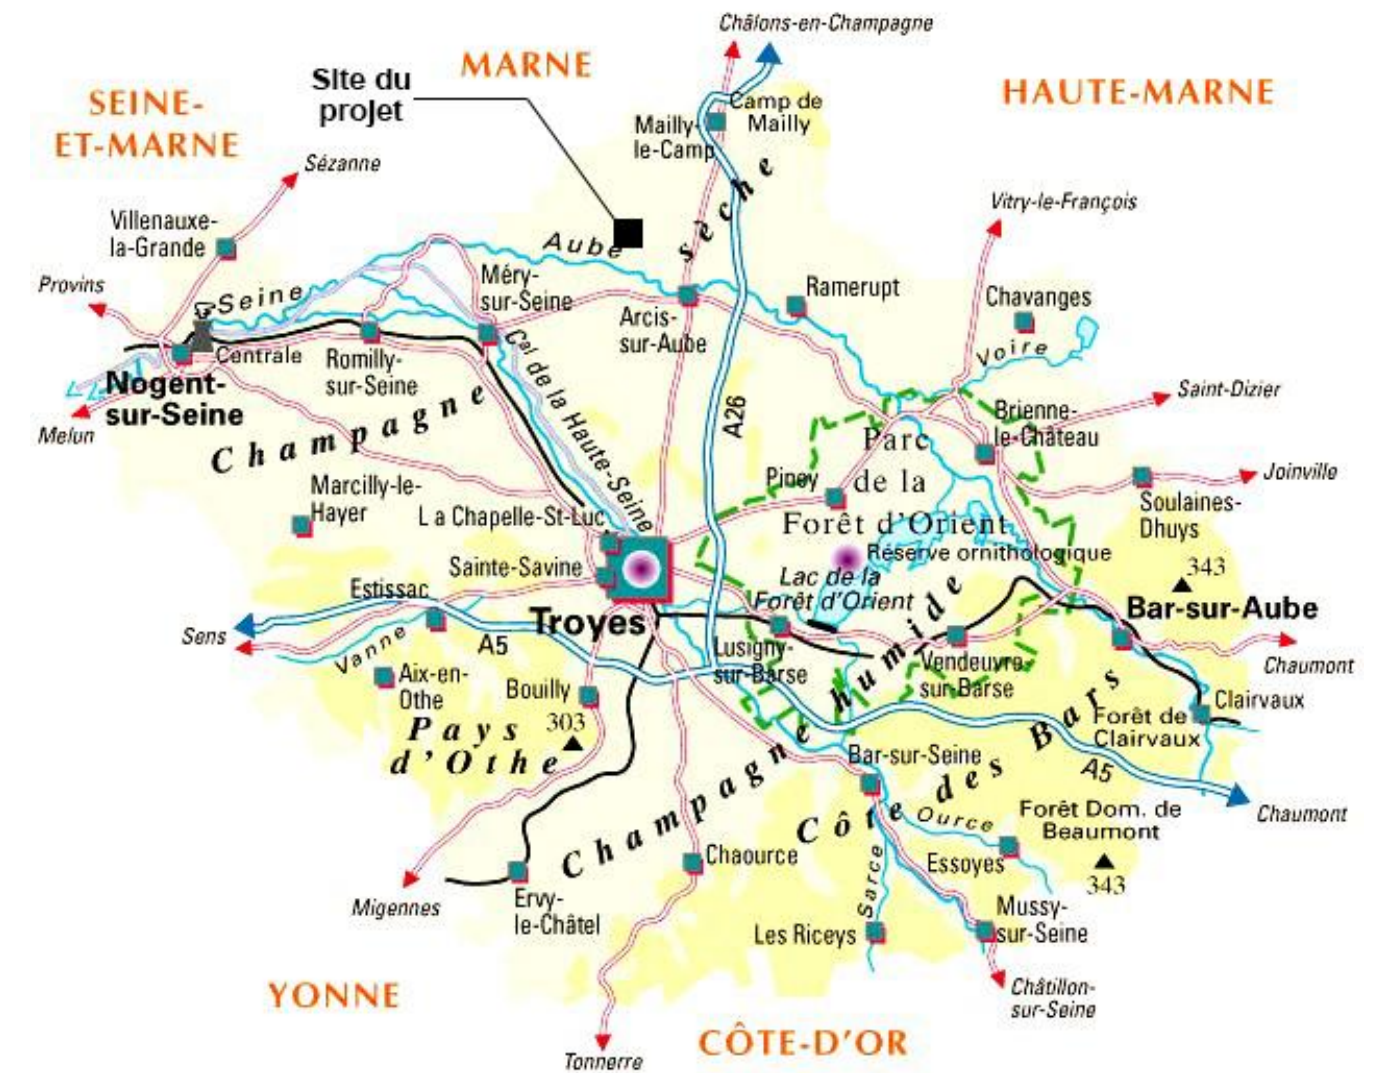 Châlons-en-Champagne
MARNE
Site du
projet
HAUTE-MARNE
SEINE-
ET-MARNE
Camp de
Mailly
Mailly-
le-Camp
Sézanne
sèche
Vitry-le-François
Villenauxe-
la-Grande
Aube
Provins
Seine
Méry-
sur-Seine
Ramerupt
Chavanges
Arcis-
sur-Aube
Centrale
Romilly-
sur-Seine
Voire
Nogent-
sur-Seine
Melun
Champagne
Cal de la Haute-Seine
A26
Saint-Dizier
Brienne-
le-Château
Parc
de la
Forêt d'Orient
Piney
Joinville
Soulaines-
Dhuys
Marcilly-le-
Hayer
La Chapelle-St-Luc
Réserve ornithologique
343
Sainte-Savine
Lac de la
Forêt d'Orient
Estissac
Troyes
Bar-sur-Aube
Sens
Vanne
A5
Lusigny-
sur-Barse
Vendeuvre-
sur-Barse
Chaumont
Aix-en-
Othe
Bouilly
Clairvaux
Forêt de
Clairvaux
Pays
d'Othe
303
Champagne humide
Bar-sur-Seine
Côte des Bars
A5
Chaumont
Ource
Forêt Dom. de
Beaumont
343
Chaource
Essoyes
Sarce
Migennes
Ervy-
le-Châtel
Les Riceys
Mussy-
sur-Seine
YONNE
Châtillon-
sur-Seine
CÔTE-D'OR
Tonnerre